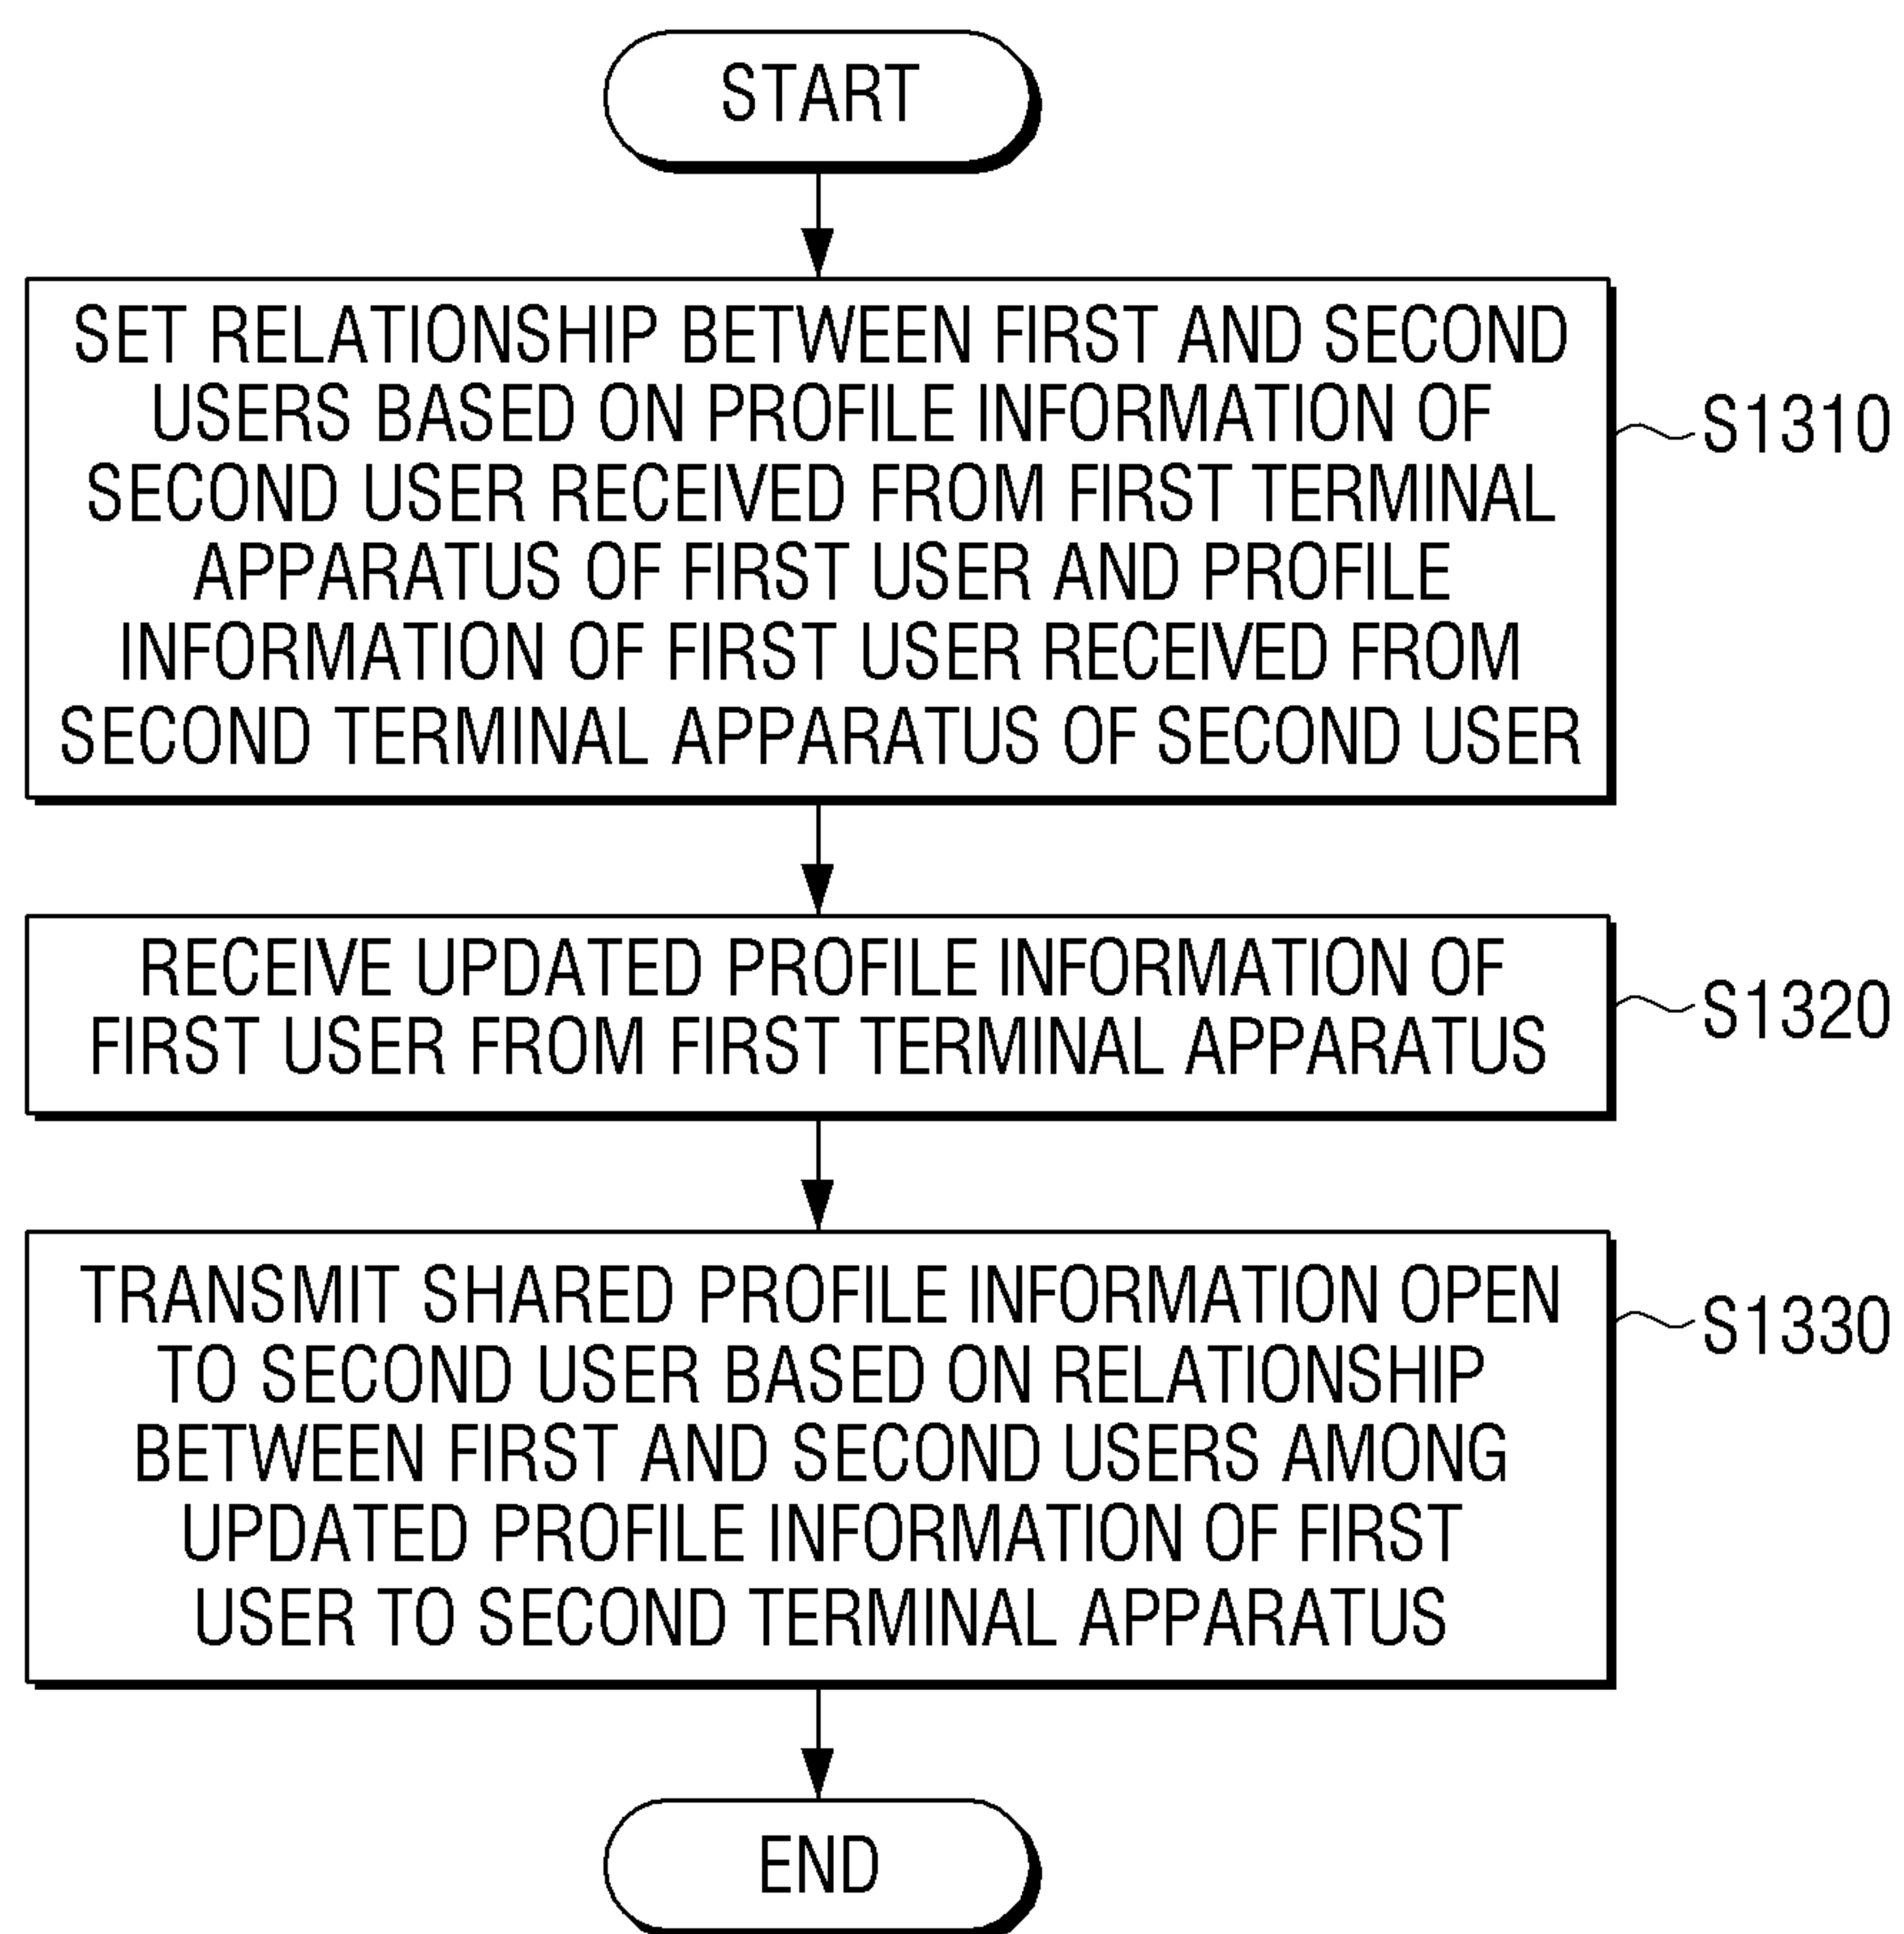 START
SET RELATIONSHIP BETWEEN FIRST AND SECOND
USERS BASED ON PROFILE INFORMATION OF
SECOND USER RECEIVED FROM FIRST TERMINAL
APPARATUS OF FIRST USER AND PROFILE
INFORMATION OF FIRST USER RECEIVED FROM
SECOND TERMINAL APPARATUS OF SECOND USER
S1310
RECEIVE UPDATED PROFILE INFORMATION OF
FIRST USER FROM FIRST TERMINAL APPARATUS
S1320
TRANSMIT SHARED PROFILE INFORMATION OPEN
TO SECOND USER BASED ON RELATIONSHIP
BETWEEN FIRST AND SECOND USERS AMONG
UPDATED PROFILE INFORMATION OF FIRST
USER TO SECOND TERMINAL APPARATUS
S1330
END